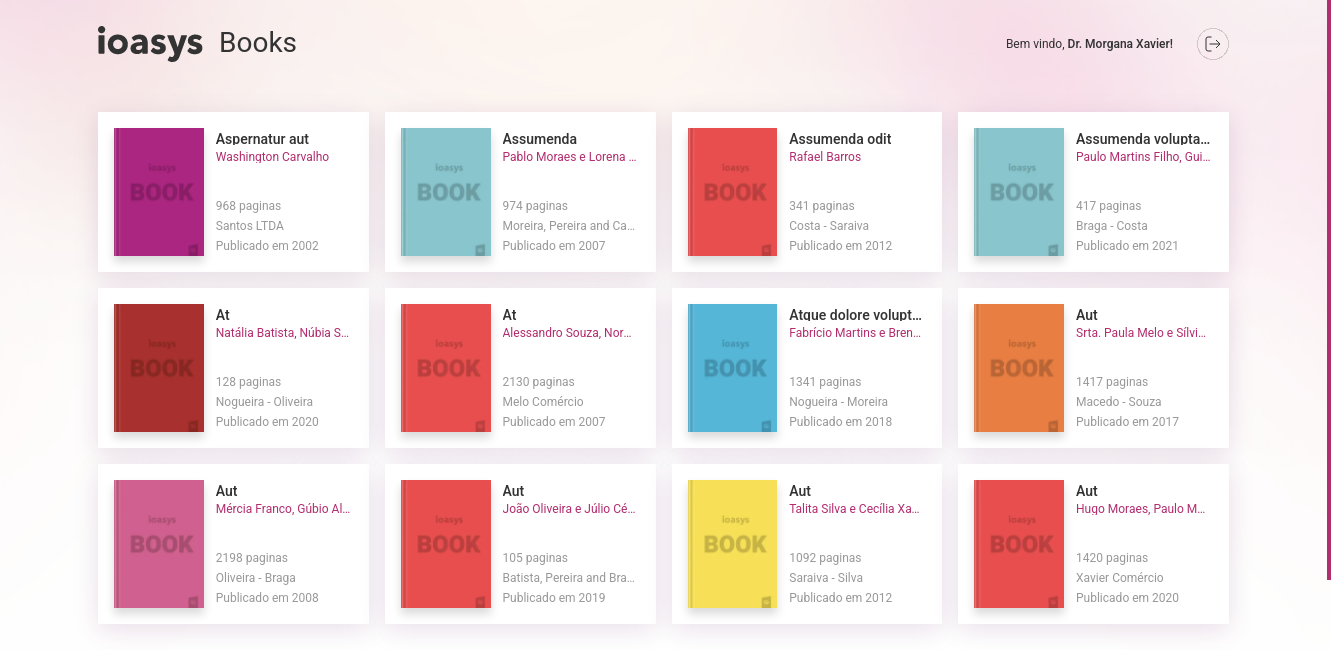 ioasys Books
Bem vindo, Dr. Morgana Xavier!
ioasys
BOOK
Aspernatur aut
Washington Carvalho
968 paginas
Santos LTDA
Publicado em 2002
ioasys
BOOK
Assumenda
Pablo Moraes e Lorena ...
974 paginas
Moreira, Pereira and Ca...
Publicado em 2007
ioasys
BOOK
Assumenda odit
Rafael Barros
341 paginas
Costa - Saraiva
Publicado em 2012
ioasys
BOOK
Assumenda volupta...
Paulo Martins Filho, Gui...
417 paginas
Braga - Costa
Publicado em 2021
ioasys
BOOK
At
Natália Batista, Núbia S...
128 paginas
Nogueira - Oliveira
Publicado em 2020
ioasys
BOOK
At
Alessandro Souza, Nor...
2130 paginas
Melo Comércio
Publicado em 2007
ioasys
BOOK
Atque dolore volupt...
Fabrício Martins e Bren...
1341 paginas
Nogueira - Moreira
Publicado em 2018
ioasys
BOOK
Aut
Srta. Paula Melo e Sílvi...
1417 paginas
Macedo - Souza
Publicado em 2017
ioasys
BOOK
Aut
Mércia Franco, Gúbio Al...
2198 paginas
Oliveira - Braga
Publicado em 2008
ioasys
BOOK
Aut
João Oliveira e Júlio Cé...
105 paginas
Batista, Pereira and Bra...
Publicado em 2019
ioasys
BOOK
Aut
Talita Silva e Cecília Xa...
1092 paginas
Saraiva - Silva
Publicado em 2012
ioasys
BOOK
Aut
Hugo Moraes, Paulo M...
1420 paginas
Xavier Comércio
Publicado em 2020